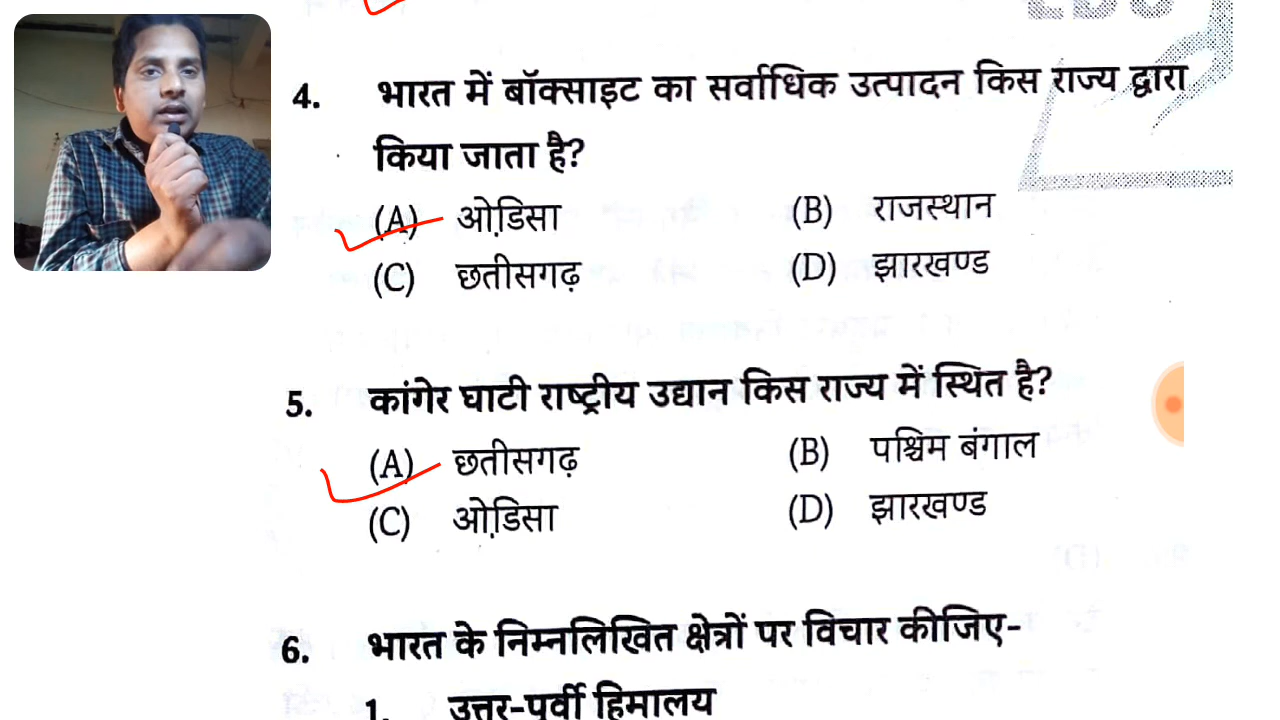 4. भारत में बॉक्साइट का सर्वाधिक उत्पादन किस राज्य द्वारा
किया जाता है?
(A) ओडिसा (B) राजस्थान
(C) छतीसगढ़ (D) झारखण्ड
5. कांगेर घाटी राष्ट्रीय उद्यान किस राज्य में स्थित है?
(A) छतीसगढ़ (B) पश्चिम बंगाल
(C) ओडिसा (D) झारखण्ड
6. भारत के निम्नलिखित क्षेत्रों पर विचार कीजिए-
1. उत्तर-पूर्वी हिमालय